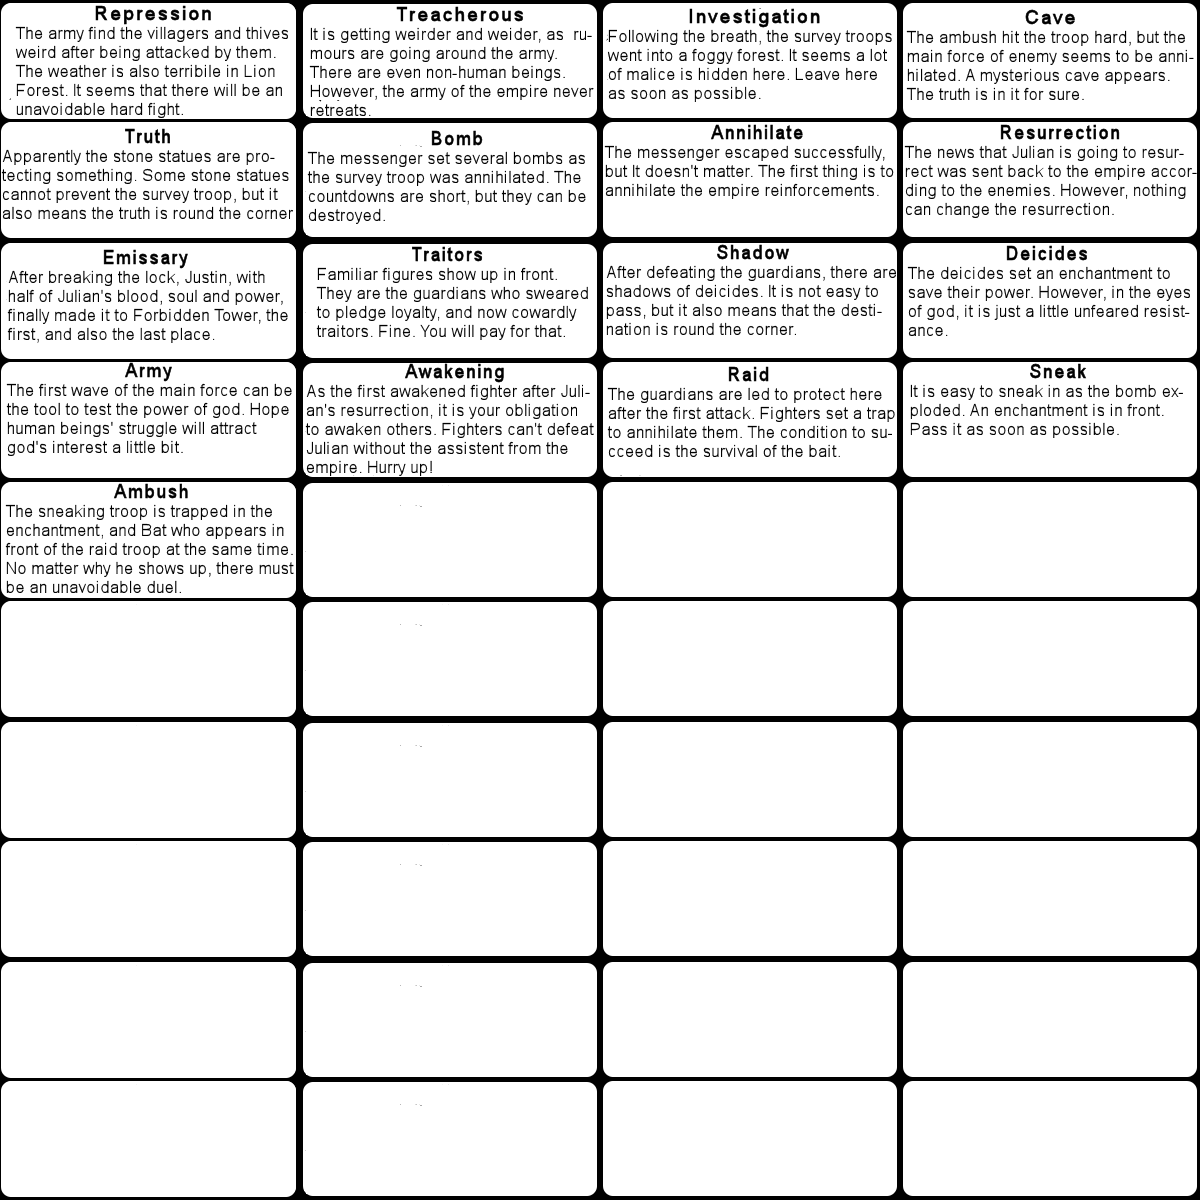 Repression
The army find the villagers and thives
weird after being attacked by them.
The weather is also terribile in Lion
Forest. It seems that there will be an
unavoidable hard fight.
Treacherous
It is getting weirder and weider, as ru-
mours are going around the army.
There are even non-human beings.
However, the army of the empire never
retreats.
Investigation
Following the breath, the survey troops
went into a foggy forest. It seems a lot
of malice is hidden here. Leave here
as soon as possible.
Cave
The ambush hit the troop hard, but the
main force of enemy seems to be anni-
hilated. A mysterious cave appears.
The truth is in it for sure.
Truth
Apparently the stone statues are pro-
tecting something. Some stone statues
cannot prevent the survey troop, but it
also means the truth is round the corner
Bomb
The messenger set several bombs as
the survey troop was annihilated. The
countdowns are short, but they can be
destroyed.
Annihilate
The messenger escaped successfully,
but It doesn't matter. The first thing is to
annihilate the empire reinforcements.
Resurrection
The news that Julian is going to resur-
rect was sent back to the empire accor-
ding to the enemies. However, nothing
can change the resurrection.
Emissary
After breaking the lock, Justin, with
half of Julian's blood, soul and power,
finally made it to Forbidden Tower, the
first, and also the last place.
Traitors
Familiar figures show up in front.
They are the guardians who sweared
to pledge loyalty, and now cowardly
traitors. Fine. You will pay for that.
Shadow
After defeating the guardians, there are
shadows of deicides. It is not easy to
pass, but it also means that the desti-
nation is round the corner.
Deicides
The deicides set an enchantment to
save their power. However, in the eyes
of god, it is just a little unfeared resist-
ance.
Army
The first wave of the main force can be
the tool to test the power of god. Hope
human beings' struggle will attract
god's interest a little bit.
Awakening
As the first awakened fighter after Juli-
an's resurrection, it is your obligation
to awaken others. Fighters can't defeat
Julian without the assistent from the
empire. Hurry up!
Raid
The guardians are led to protect here
after the first attack. Fighters set a trap
to annihilate them. The condition to su-
cceed is the survival of the bait.
Sneak
It is easy to sneak in as the bomb ex-
ploded. An enchantment is in front.
Pass it as soon as possible.
Ambush
The sneaking troop is trapped in the
enchantment, and Bat who appears in
front of the raid troop at the same time.
No matter why he shows up, there must
be an unavoidable duel.